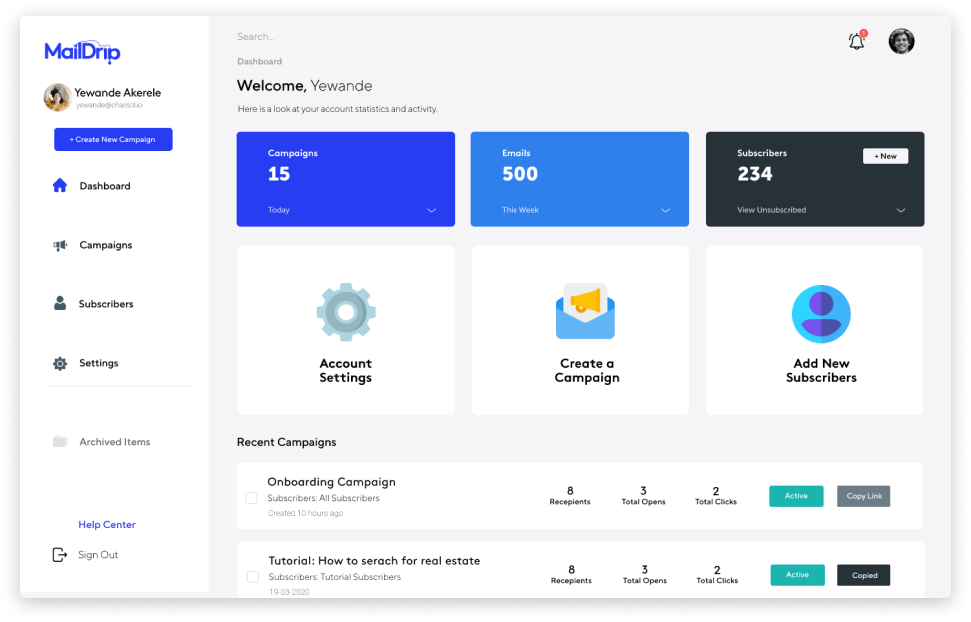 MailDrip
Yewande Akerele
yewande@charisol.io
+ Create New Campaign
Dashboard
Campaigns
Subscribers
Settings
Archived Items
Help Center
Sign Out
Search...
Dashboard
Welcome, Yewande
Here is a look at your account statistics and activity.
Campaigns
15
Today
Emails
500
This Week
Subscribers
+ New
234
View Unsubscribed
Account
Settings
Create a
Campaign
Add New
Subscribers
Recent Campaigns
Onboarding Campaign
Subscribers: All Subscribers
Created 10 hours ago
8
Recepients
3
Total Opens
2
Total Clicks
Active
Copy Link
Tutorial: How to serach for real estate
Subscribers: Tutorial Subscribers
19-03-2020
8
Recepients
3
Total Opens
2
Total Clicks
Active
Copied